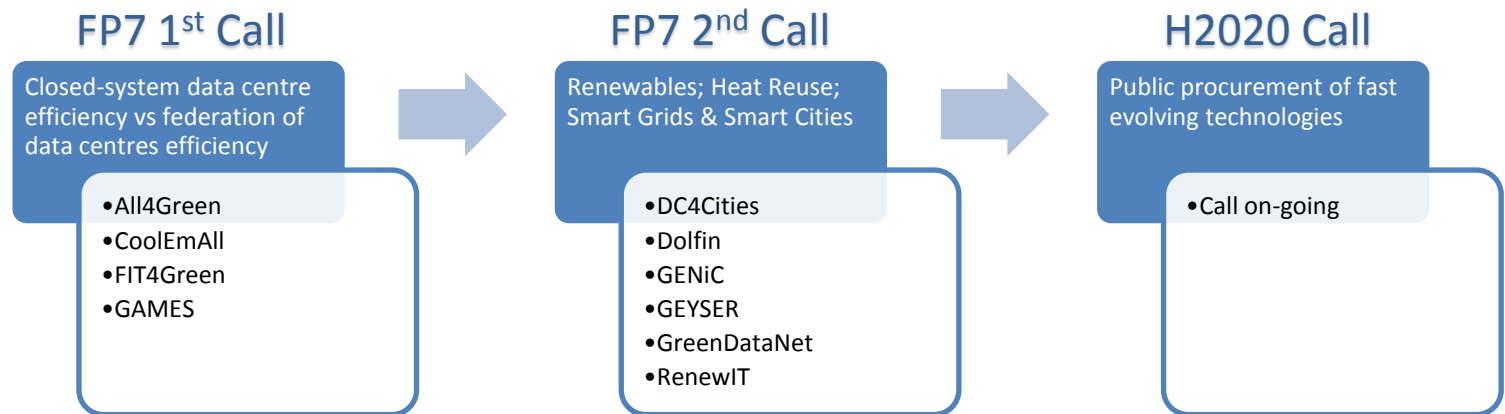 FP7 1st Call
Closed-system data centre
efficiency vs federation of
data centres efficiency
•All4Green
•CoolEmAll
•FIT4Green
•GAMES
FP7 2nd Call
Renewables; Heat Reuse;
Smart Grids & Smart Cities
•DC4Cities
•Dolfin
•GENiC
•GEYSER
•GreenDataNet
•RenewIT
H2020 Call
Public procurement of fast
evolving technologies
•Call on-going